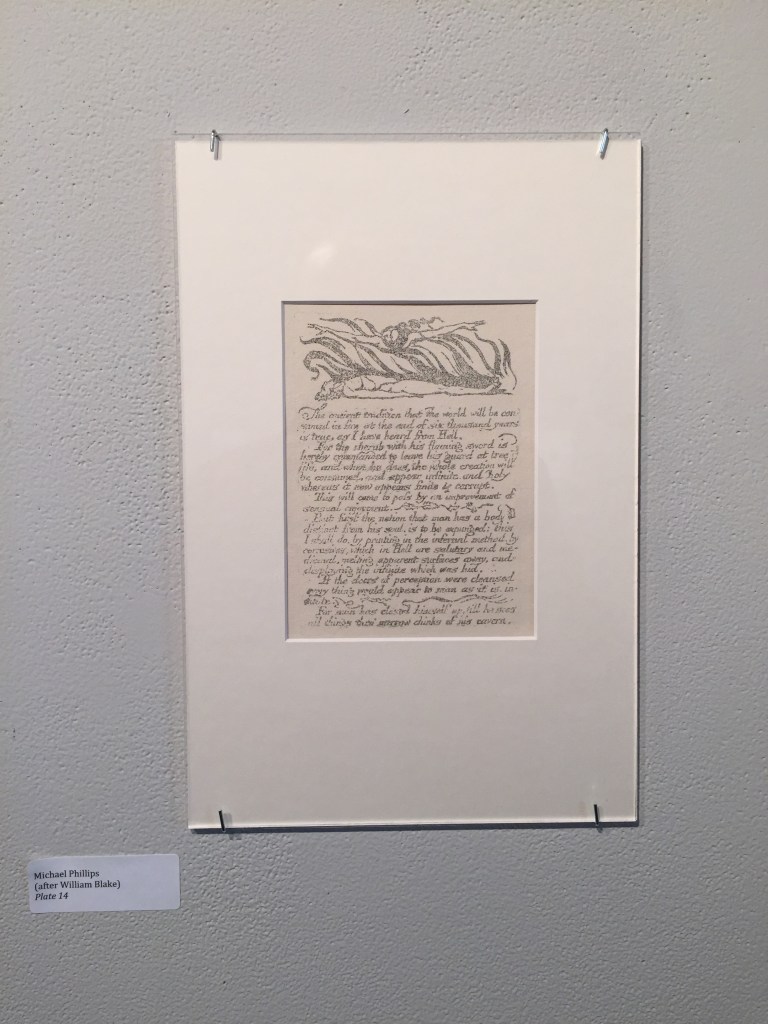 The ancient tradition that the world will be con-
sumed in fire at the end of six thousand years
is true, as I have heard from Hell.
For the cherub with his flaming sword is
hereby commanded to leave his guard at tree of
life, and when he does, the whole creation will
be consumed, and appear infinite and holy
whereas it now appears finite & corrupt.
This will come to pass by an improvement of
sensual enjoyment.
But first the notion that man has a body
distinct from his soul, is to be expunged; this
I shall do, by printing in the infernal method, by
corrosives, which in Hell are salutary and me-
dicinal, melting apparent surfaces away, and
displaying the infinite which was hid.
If the doors of perception were cleansed
every thing would appear to man as it is, in-
finite.
For man has closed himself up, till he sees
all things thro' narrow chinks of his cavern.
Michael Phillips
(after William Blake)
Plate 14